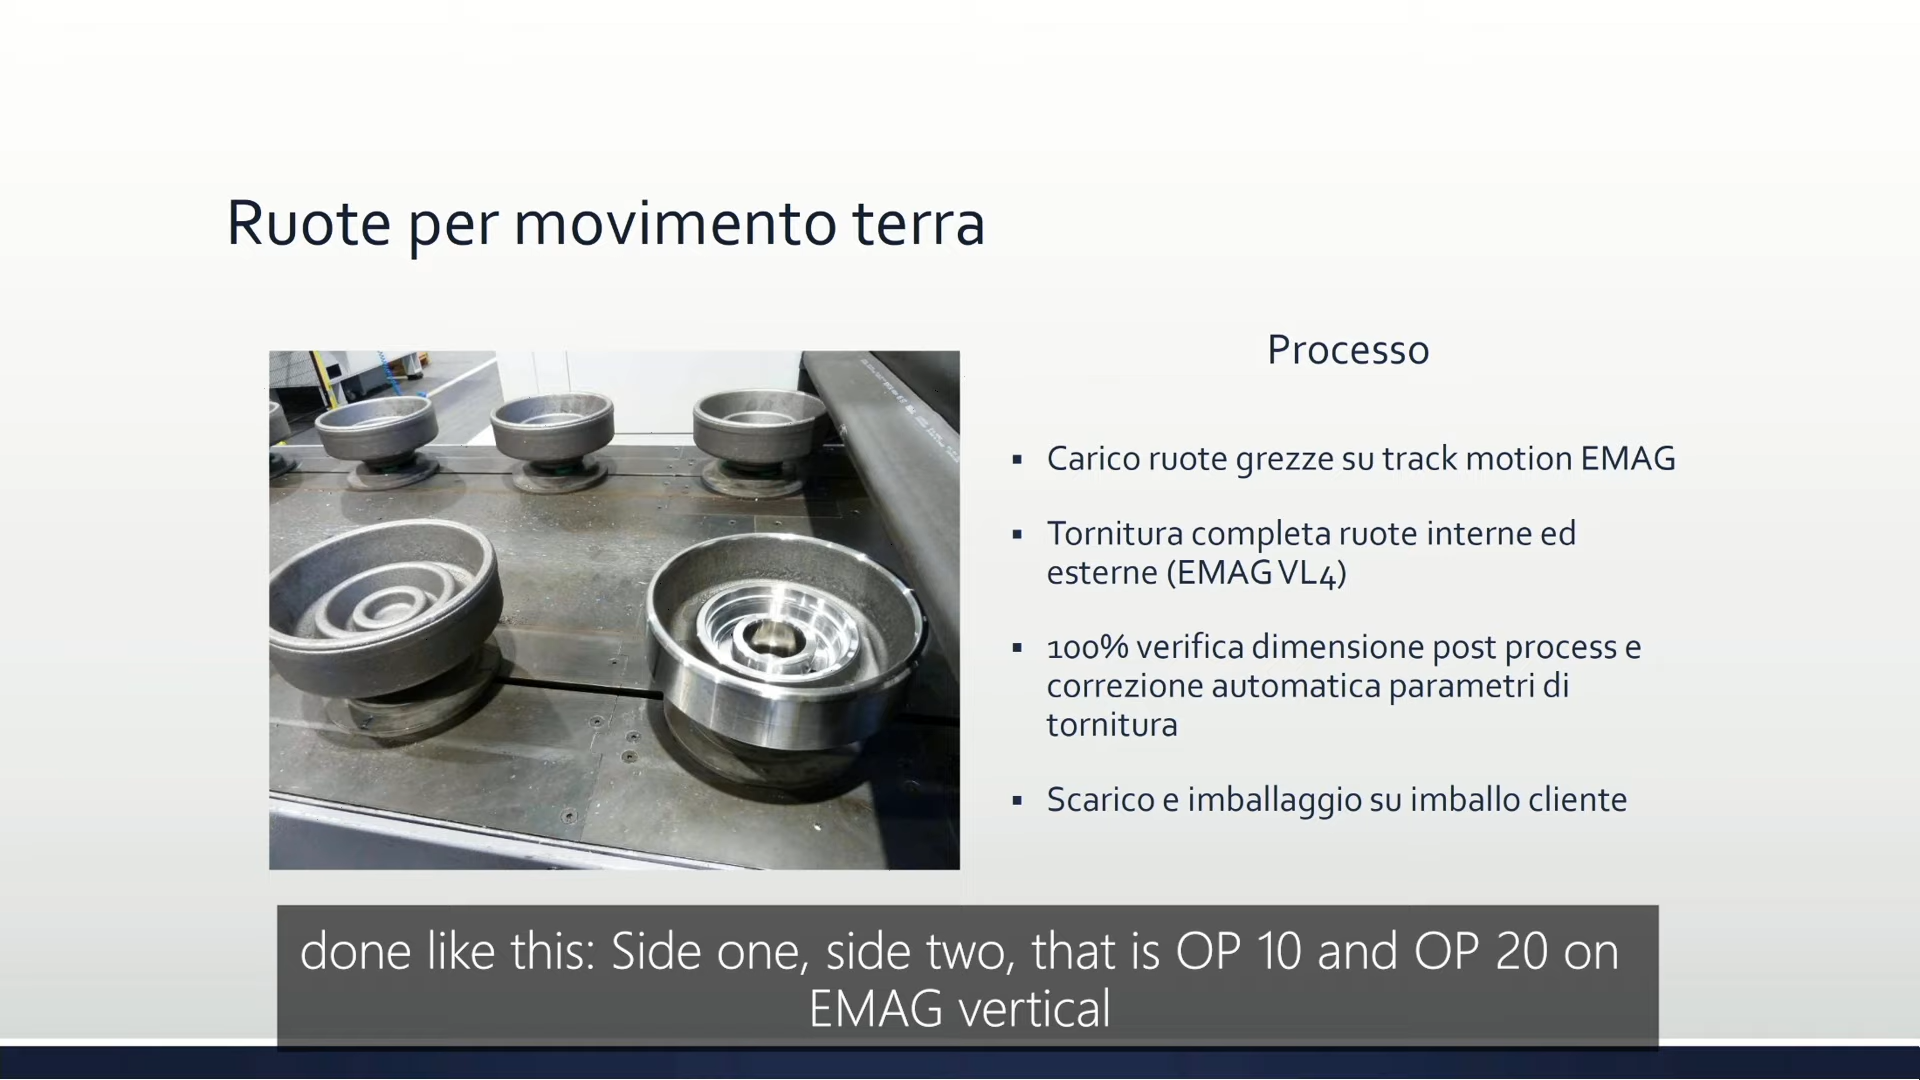 Ruote per movimento terra
Processo
▪ Carico ruote grezze su track motion EMAG
▪ Tornitura completa ruote interne ed
esterne (EMAG VL4)
▪ 100% verifica dimensione post process e
correzione automatica parametri di
tornitura
▪ Scarico e imballaggio su imballo cliente
done like this: Side one, side two, that is OP 10 and OP 20 on
EMAG vertical